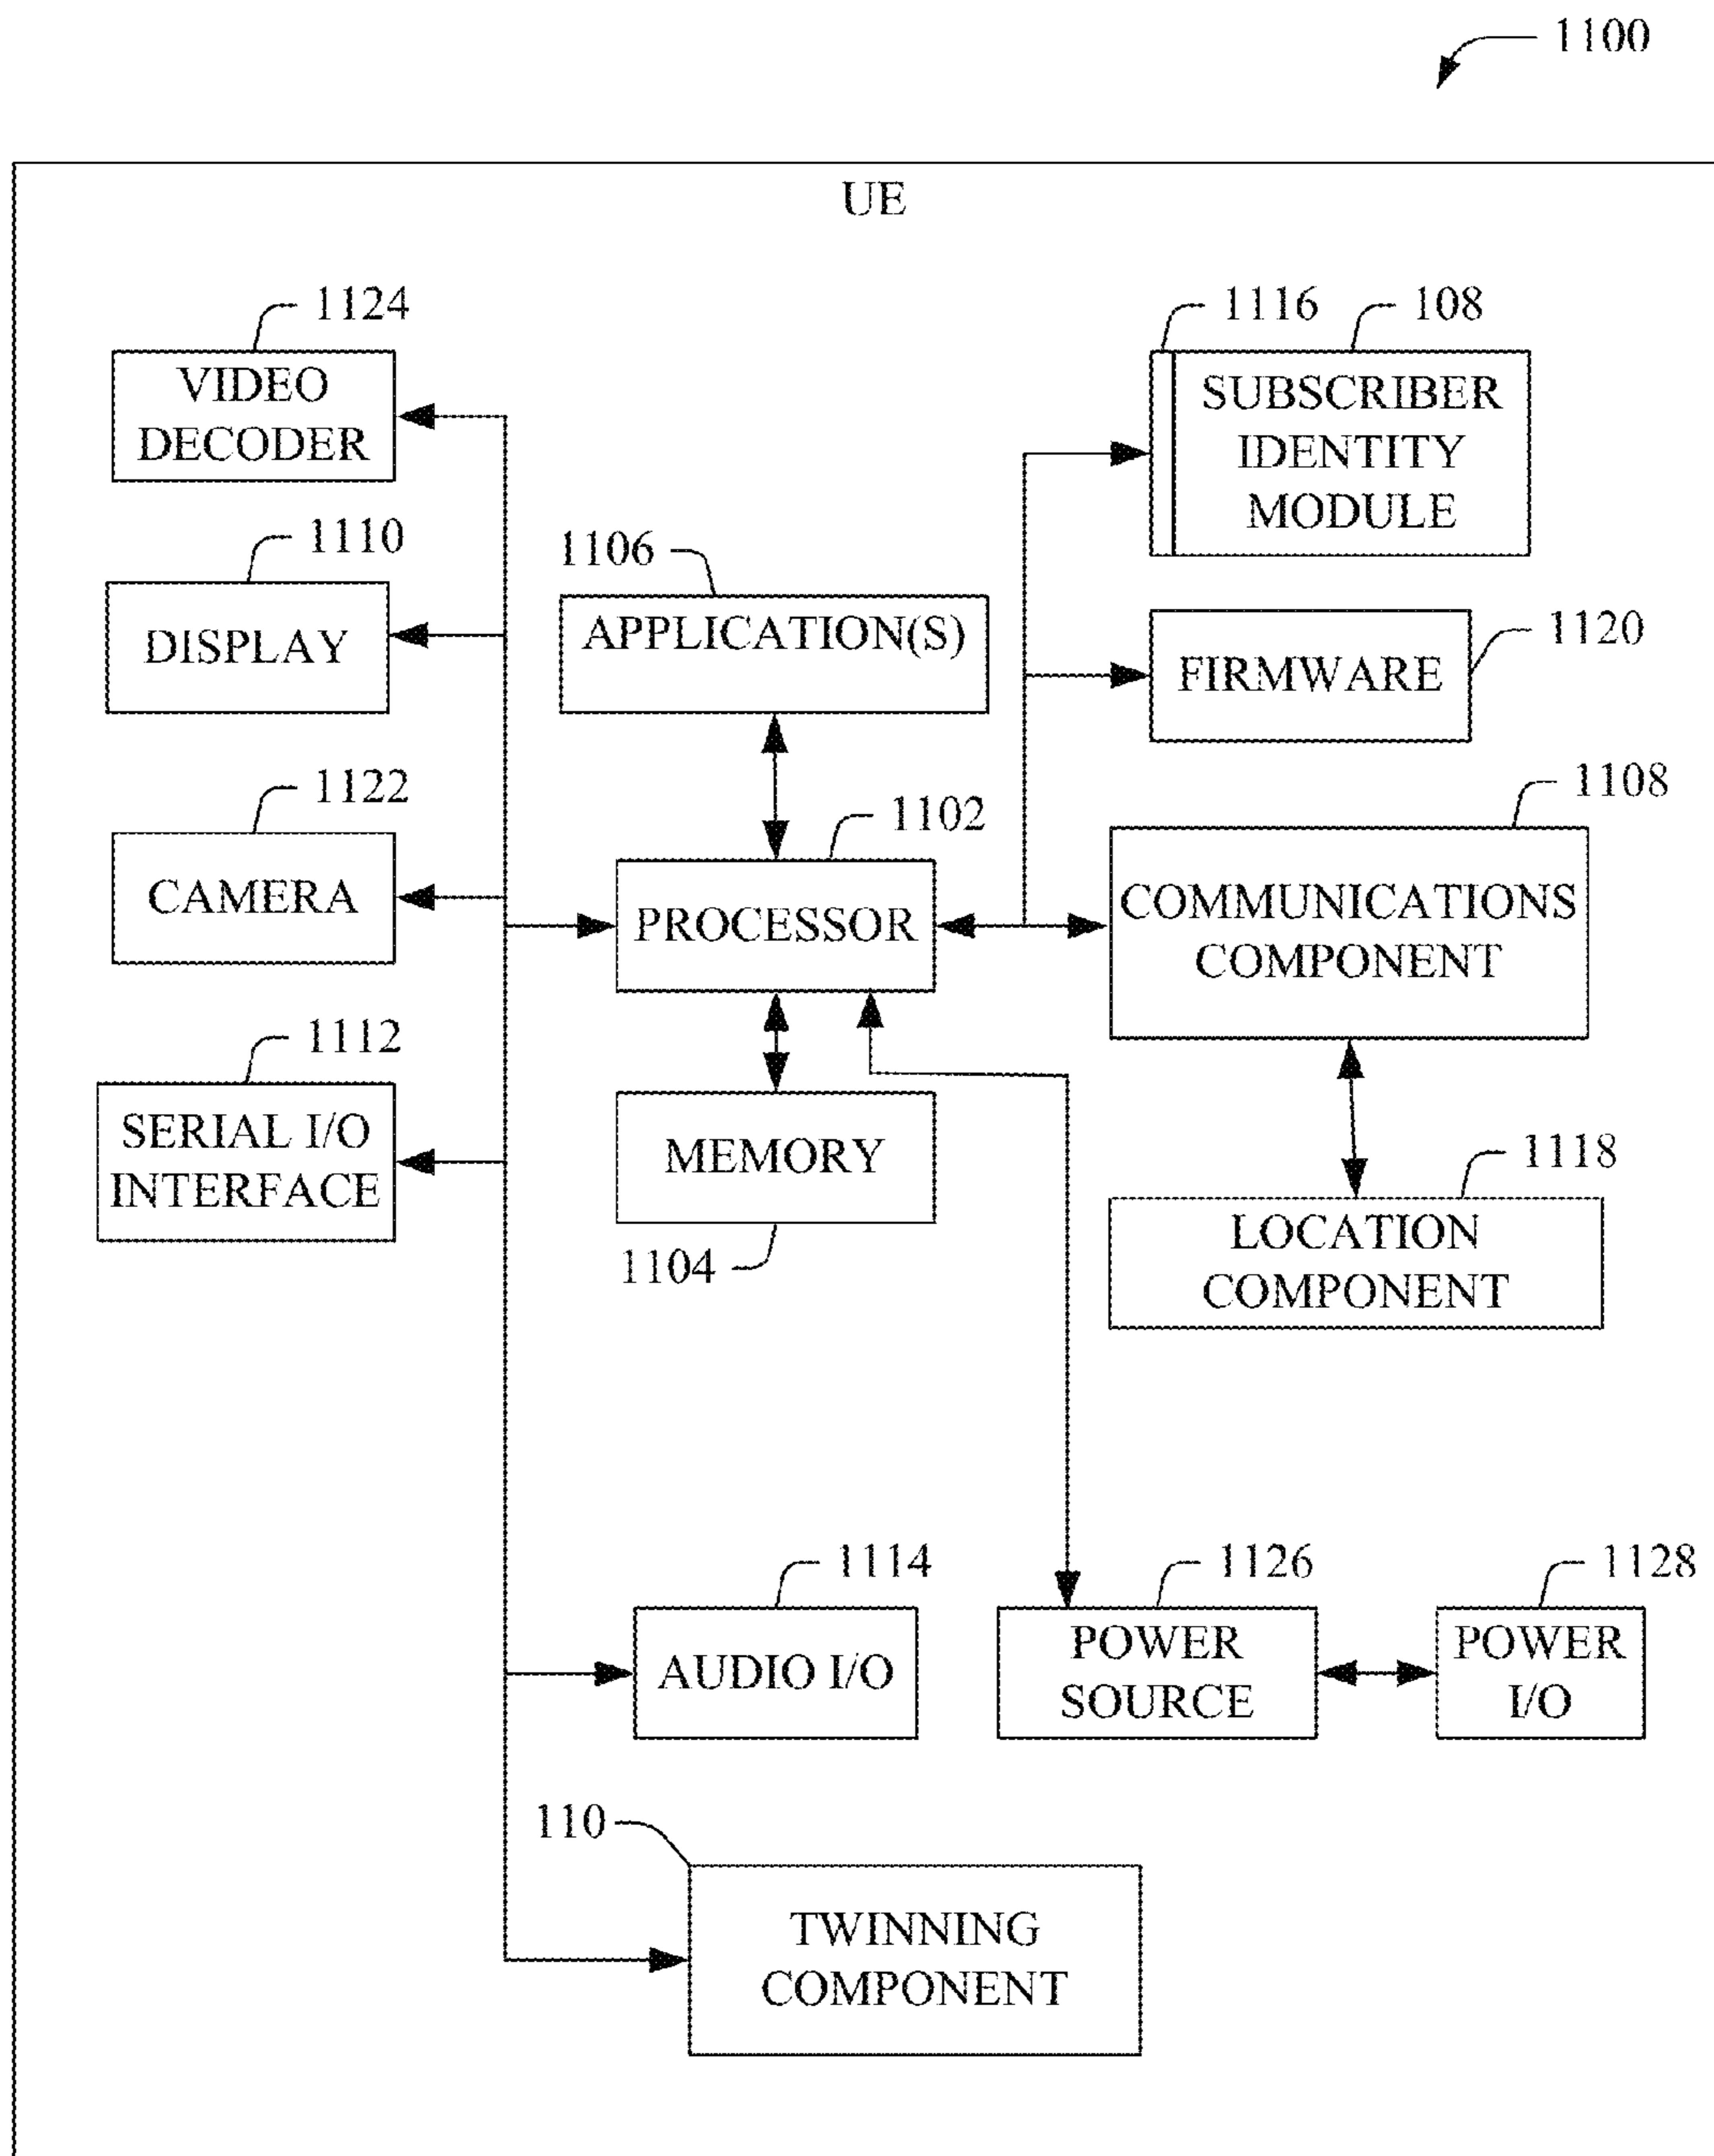 1100
UE
1124
VIDEO
DECODER
1116
108
SUBSCRIBER
IDENTITY
MODULE
1110
DISPLAY
1106
APPLICATION(S)
1120
FIRMWARE
1122
CAMERA
1102
PROCESSOR
1108
COMMUNICATIONS
COMPONENT
1112
SERIAL I/O
INTERFACE
MEMORY
1104
1118
LOCATION
COMPONENT
1114
AUDIO I/O
1126
POWER
SOURCE
1128
POWER
I/O
110
TWINNING
COMPONENT